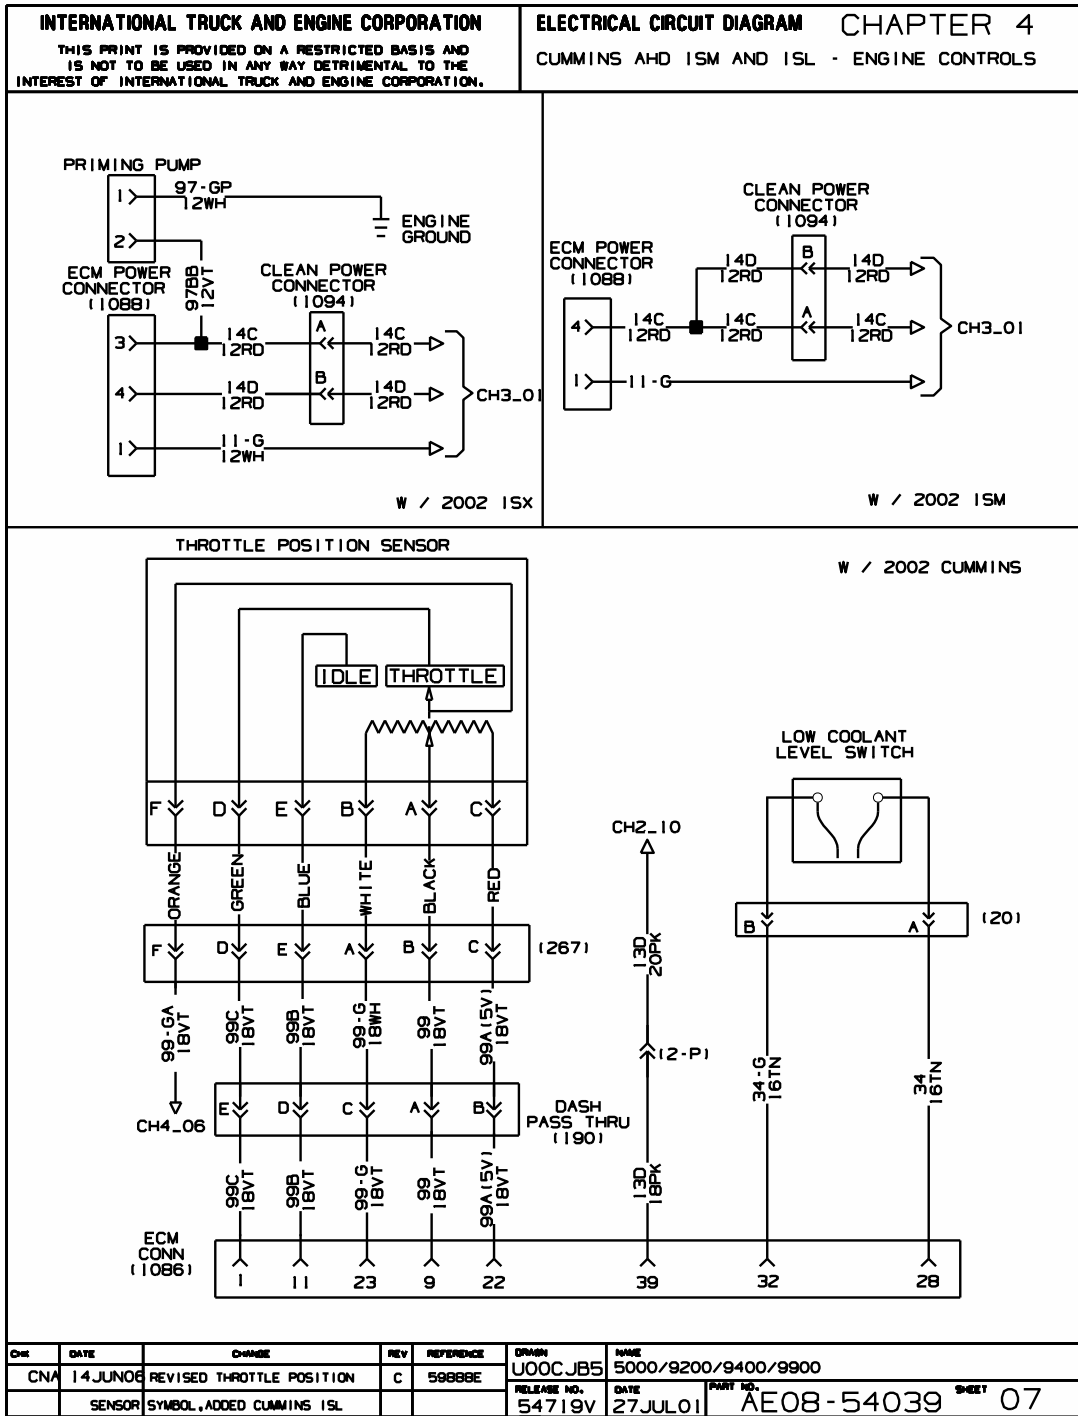 INTERNATIONAL TRUCK AND ENGINE CORPORATION
THIS PRINT IS PROVIDED ON A RESTRICTED BASIS AND
IS NOT TO BE USED IN ANY WAY DETRIMENTAL TO THE
INTEREST OF INTERNATIONAL TRUCK AND ENGINE CORPORATION.
ELECTRICAL CIRCUIT DIAGRAM CHAPTER 4
CUMMINS AHD ISM AND ISL - ENGINE CONTROLS
PRIMING PUMP
1
97-GP
12WH
ENGINE
GROUND
2
97BB
12VT
ECM POWER
CONNECTOR
(1088)
CLEAN POWER
CONNECTOR
(1094)
3
14C
12RD
A
14C
12RD
4
14D
12RD
B
14D
12RD
CH3_01
1
11-G
12WH
W / 2002 ISX
CLEAN POWER
CONNECTOR
(1094)
ECM POWER
CONNECTOR
(1088)
14D
12RD
B
14D
12RD
4
14C
12RD
14C
12RD
A
14C
12RD
CH3_01
1
11-G
W / 2002 ISM
THROTTLE POSITION SENSOR
W / 2002 CUMMINS
IDLE
THROTTLE
F D E B A C
ORANGE
GREEN
BLUE
WHITE
BLACK
RED
F D E A B C
(267)
99-GA
18VT
99C
18VT
99B
18VT
99-G
18WH
99
18VT
99A(5V)
18VT
CH4_06
E D C A B
DASH
PASS THRU
(190)
99C
18VT
99B
18VT
99-G
18VT
99
18VT
99A(5V)
18VT
CH2_10
13D
20PK
(2-P)
13D
18PK
LOW COOLANT
LEVEL SWITCH
B A
(20)
34-G
16TN
34
16TN
ECM
CONN
(1086)
1 11 23 9 22 39 32 28
CHK DATE CHANGE REV REFERENCE
CNA 14JUN06 REVISED THROTTLE POSITION C 59888E
SENSOR SYMBOL,ADDED CUMMINS ISL
DRAWN
U00CJB5
NAME
5000/9200/9400/9900
RELEASE NO.
54719V
DATE
27JUL01
PART NO.
AE08-54039
SHEET
07